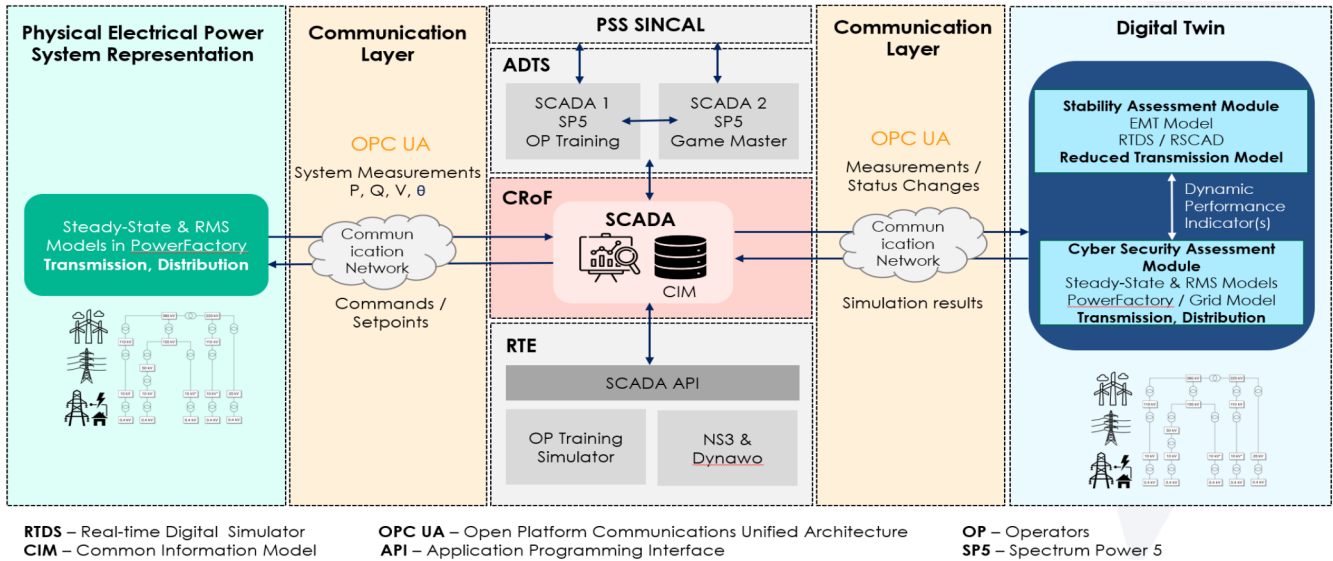 Physical Electrical Power
System Representation
Steady-State & RMS
Models in PowerFactory
Transmission, Distribution
Communication
Layer
OPC UA
System Measurements
P, Q, V, θ
Commun
ication
Network
Commands /
Setpoints
PSS SINCAL
ADTS
SCADA 1
SP5
OP Training
SCADA 2
SP5
Game Master
CRoF
SCADA
CIM
RTE
SCADA API
OP Training
Simulator
NS3 &
Dynawo
Communication
Layer
OPC UA
Measurements /
Status Changes
Commun
ication
Network
Simulation results
Digital Twin
Stability Assessment Module
EMT Model
RTDS / RSCAD
Reduced Transmission Model
Dynamic
Performance
Indicator(s)
Cyber Security Assessment
Module
Steady-State & RMS Models
PowerFactory / Grid Model
Transmission, Distribution
RTDS – Real-time Digital Simulator
CIM – Common Information Model
OPC UA – Open Platform Communications Unified Architecture
API – Application Programming Interface
OP – Operators
SP5 – Spectrum Power 5